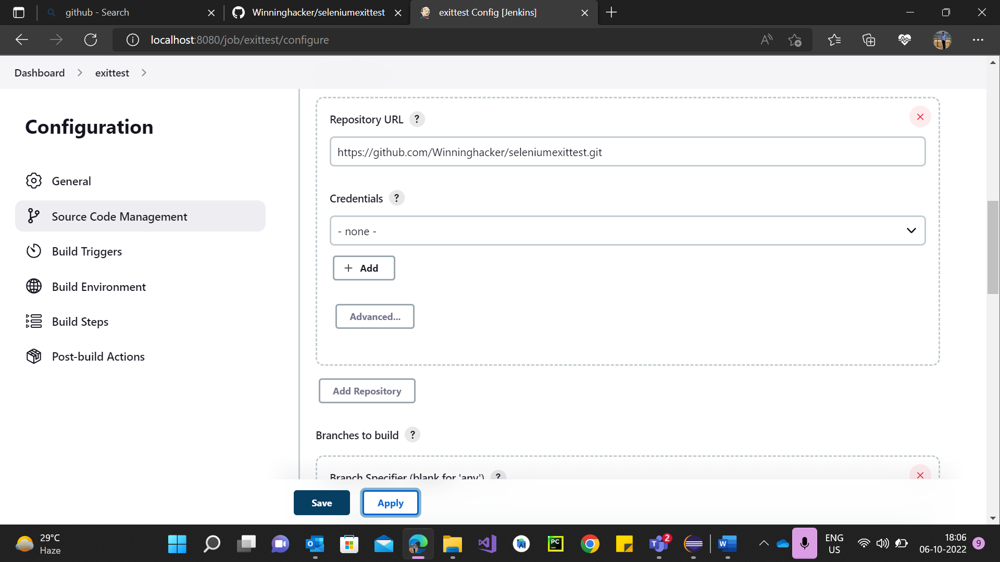 github - Search
Winninghacker/seleniumexittest
exittest Config [Jenkins]
localhost:8080/job/exittest/configure
Dashboard
exittest
Configuration
General
Source Code Management
Build Triggers
Build Environment
Build Steps
Post-build Actions
Repository URL ?
https://github.com/Winninghacker/seleniumexittest.git
Credentials ?
- none -
+ Add
Advanced...
Add Repository
Branches to build ?
Branch Specifier (blank for 'any') ?
Save
Apply
29°C
Haze
2
ENG
US
18:06
06-10-2022
9